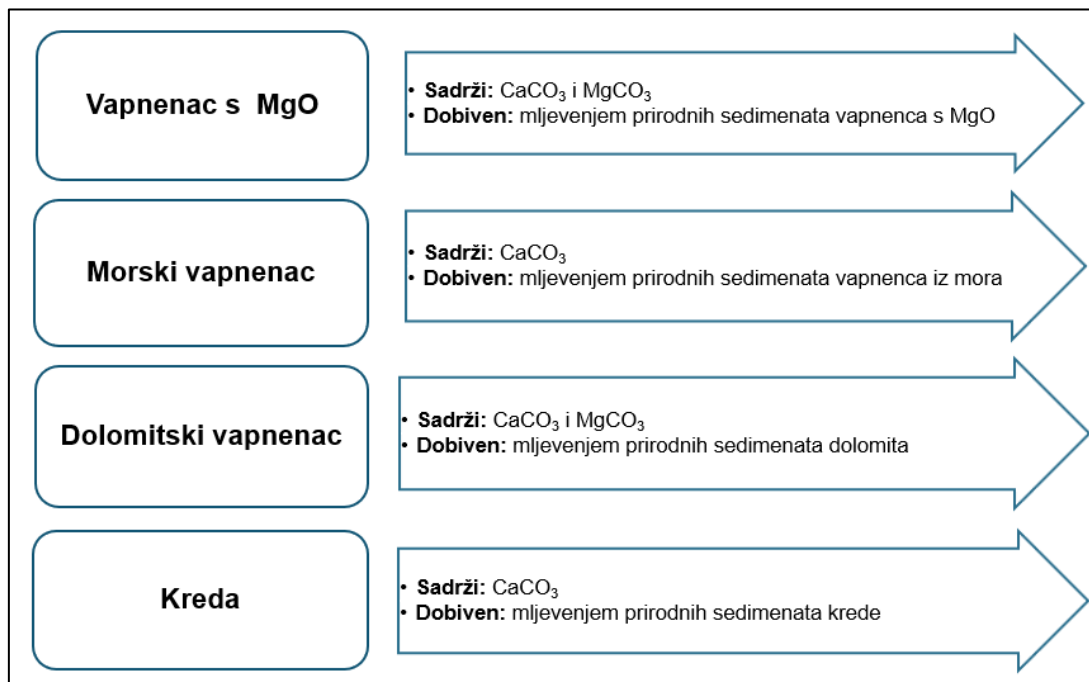 Vapnenac s MgO
• Sadrži: CaCO₃ i MgCO₃
• Dobiven: mljevenjem prirodnih sedimenata vapnenca s MgO
Morski vapnenac
• Sadrži: CaCO₃
• Dobiven: mljevenjem prirodnih sedimenata vapnenca iz mora
Dolomitski vapnenac
• Sadrži: CaCO₃ i MgCO₃
• Dobiven: mljevenjem prirodnih sedimenata dolomita
Kreda
• Sadrži: CaCO₃
• Dobiven: mljevenjem prirodnih sedimenata krede